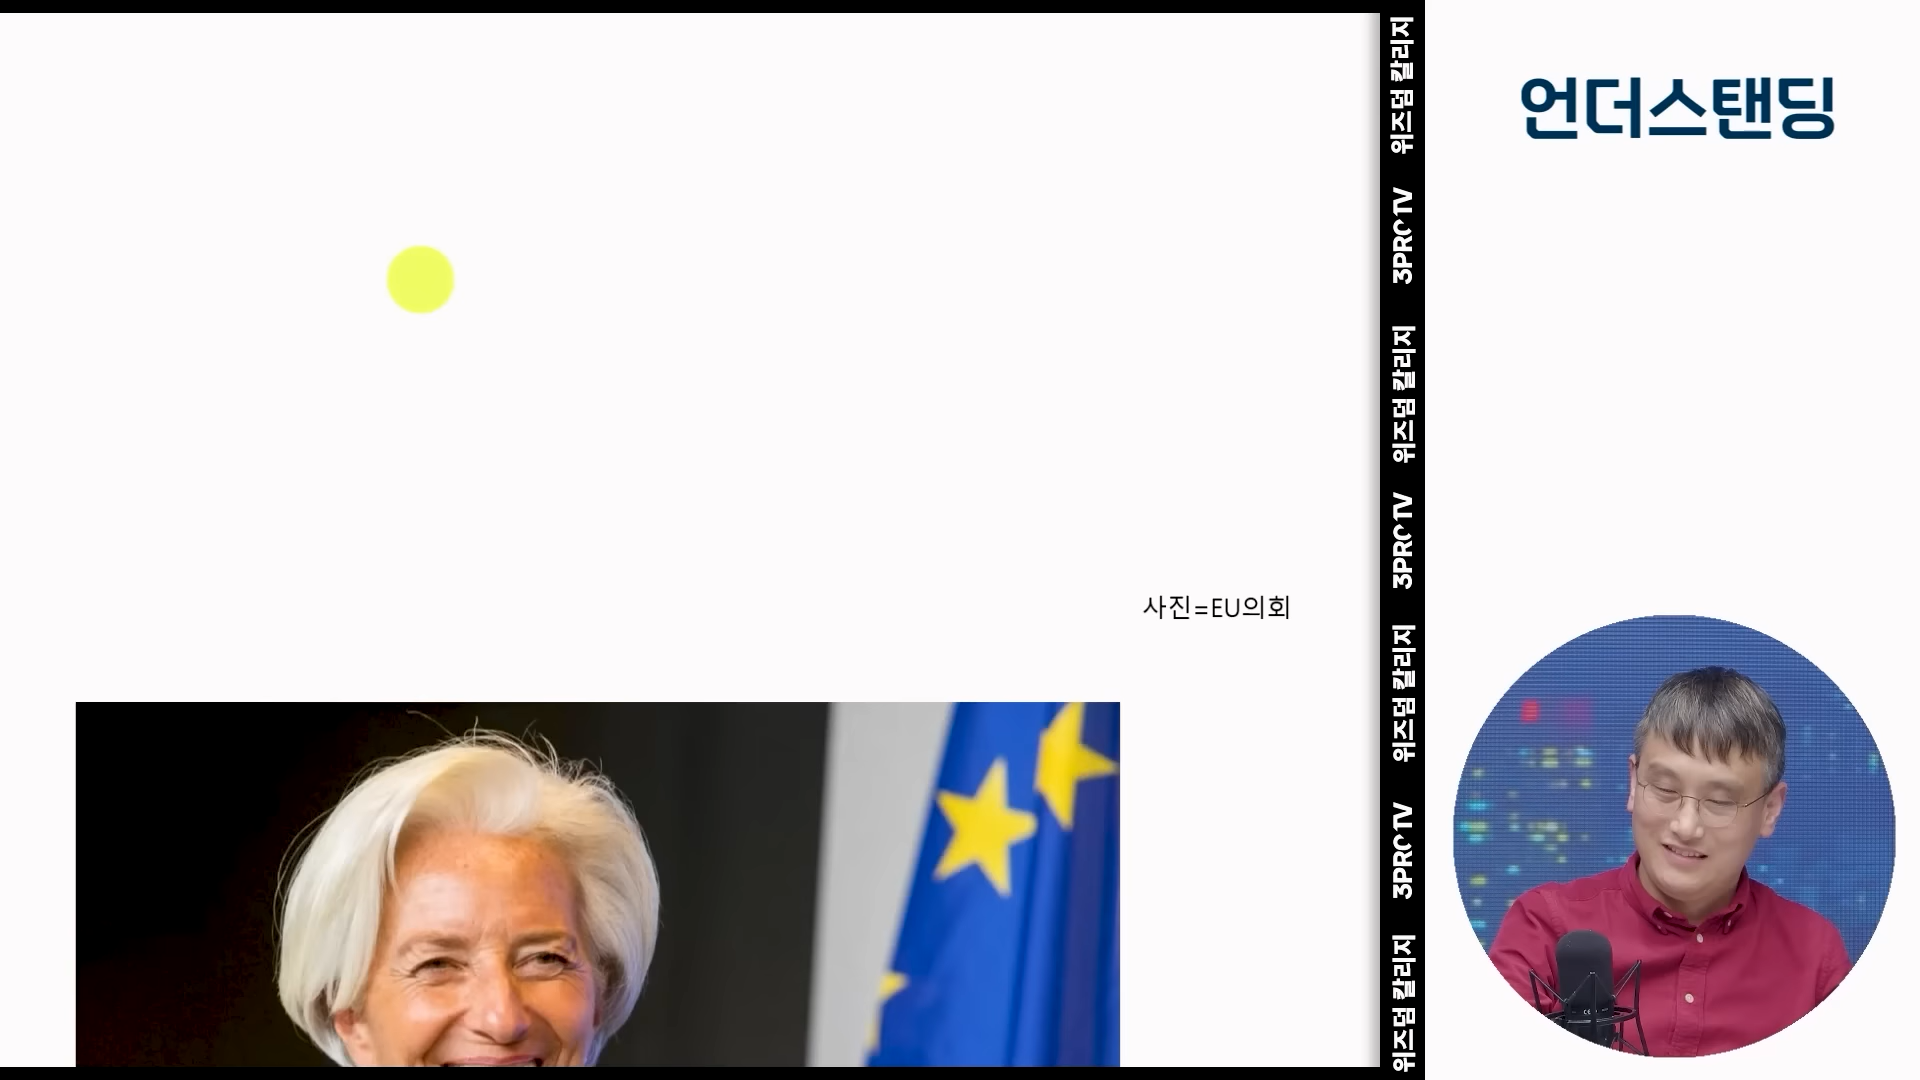 사진=EU의회
위즈덤 칼리지
3PROTV
위즈덤 칼리지
3PROTV
위즈덤 칼리지
3PROTV
위즈덤 칼리지
언더스탠딩